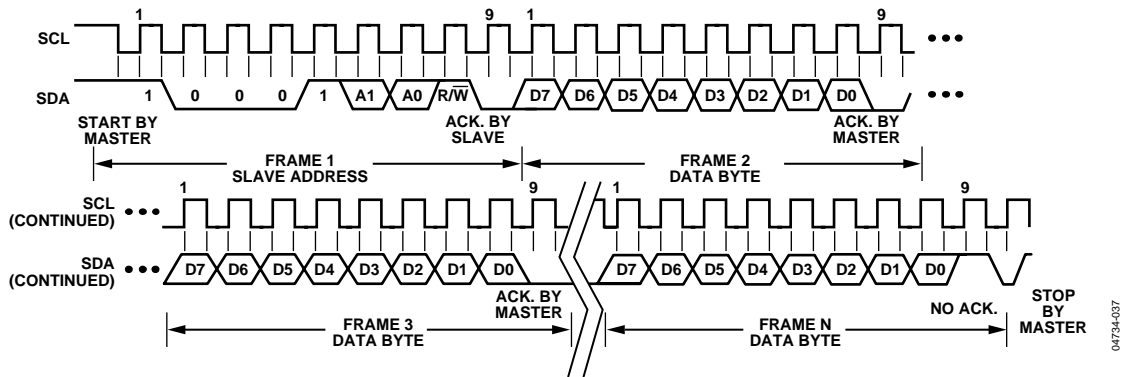 1 9 1 9
SCL
SDA
1 0 0 0 1 A1 A0 R/W̅ D7 D6 D5 D4 D3 D2 D1 D0
START BY
MASTER
ACK. BY
SLAVE
ACK. BY
MASTER
FRAME 1
SLAVE ADDRESS
FRAME 2
DATA BYTE
1 9 1 9
SCL
(CONTINUED)
SDA
(CONTINUED)
D7 D6 D5 D4 D3 D2 D1 D0 D7 D6 D5 D4 D3 D2 D1 D0
ACK. BY
MASTER
NO ACK.
STOP
BY
MASTER
FRAME 3
DATA BYTE
FRAME N
DATA BYTE
04734-037